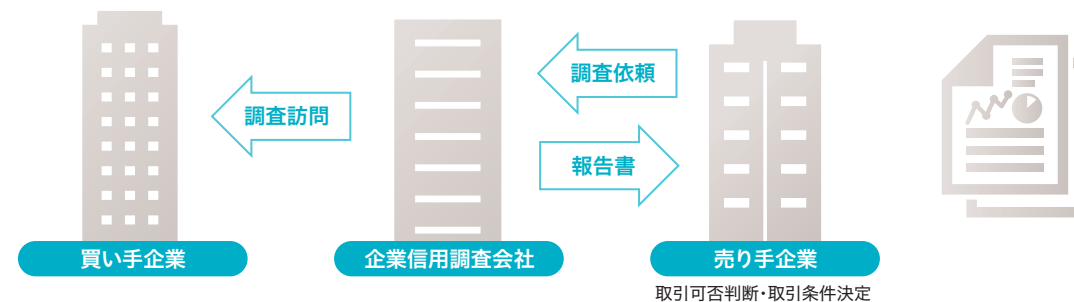 調査依頼
調査訪問
報告書
買い手企業
企業信用調査会社
売り手企業
取引可否判断・取引条件決定